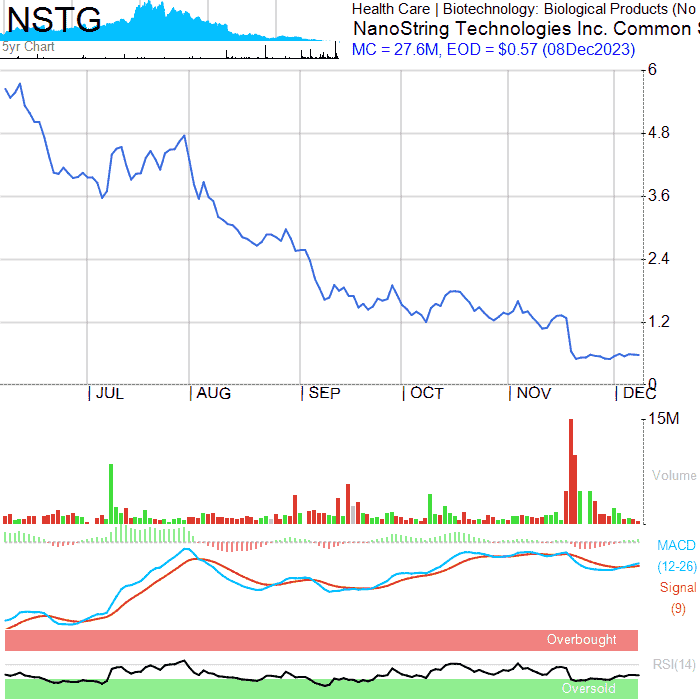 NSTG
5yr Chart
Health Care | Biotechnology: Biological Products (No
NanoString Technologies Inc. Common S
MC = 27.6M, EOD = $0.57 (08Dec2023)
6
4.8
3.6
2.4
1.2
0
JUL AUG SEP OCT NOV DEC
15M
Volume
MACD
(12-26)
Signal
(9)
Overbought
RSI(14)
Oversold